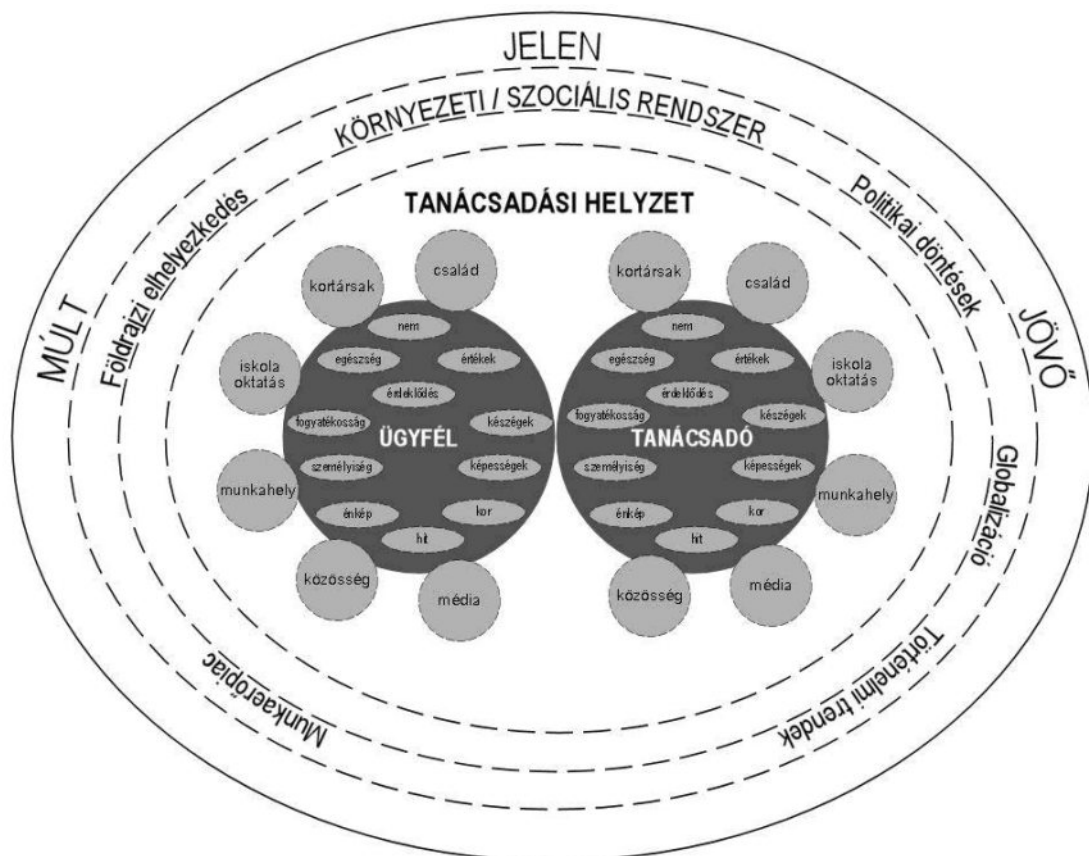 JELEN
KÖRNYEZETI / SZOCIÁLIS RENDSZER
MÚLT
Földrajzi elhelyezkedés
Politikai döntések
JÖVŐ
Globalizáció
Történelmi trendek
Munkaerőpiac
TANÁCSADÁSI HELYZET
kortársak
család
iskola
oktatás
munkahely
közösség
média
nem
egészség
értékek
érdeklődés
fogyatékosság
készségek
ÜGYFÉL
személyiség
képességek
énkép
kor
hit
kortársak
család
iskola
oktatás
munkahely
közösség
média
nem
egészség
értékek
érdeklődés
fogyatékosság
készségek
TANÁCSADÓ
személyiség
képességek
énkép
kor
hit